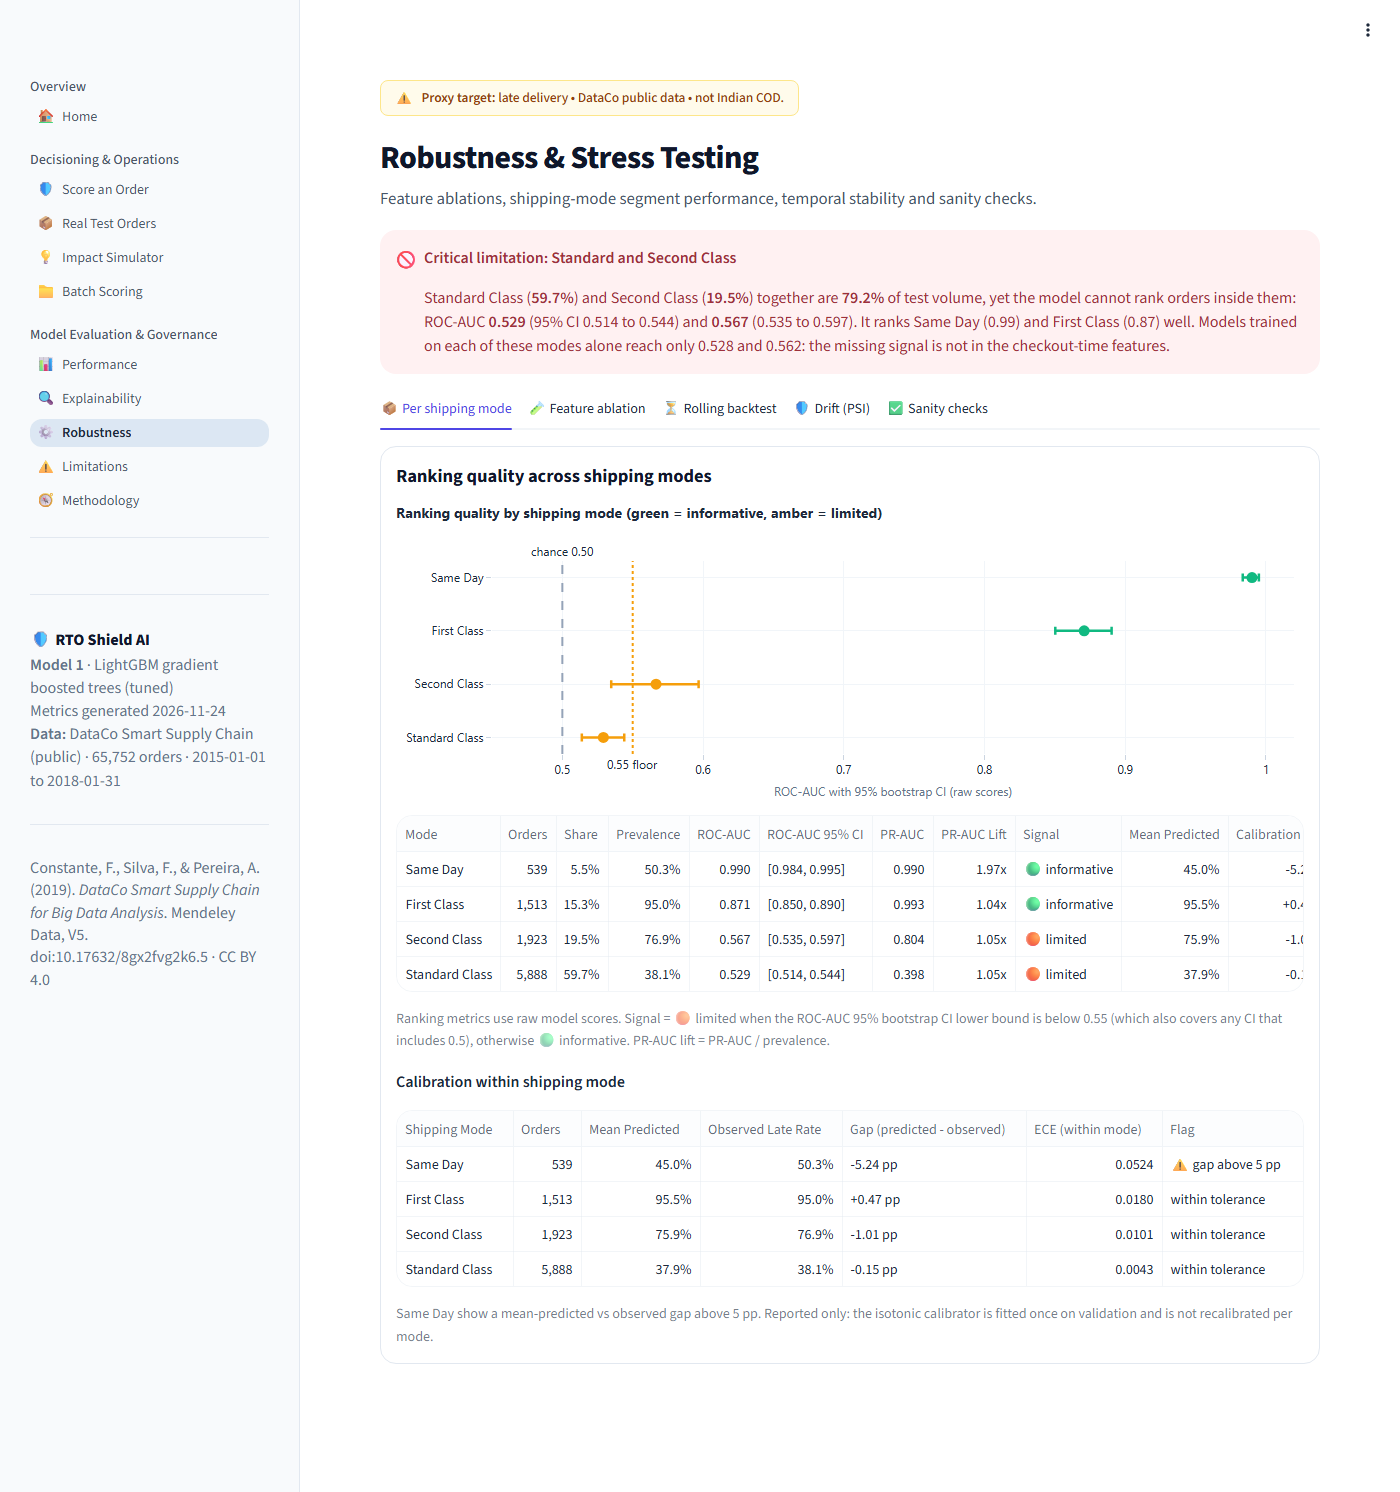 Overview
Home
Decisioning & Operations
Score an Order
Real Test Orders
Impact Simulator
Batch Scoring
Model Evaluation & Governance
Performance
Explainability
Robustness
Limitations
Methodology
RTO Shield AI
Model 1 · LightGBM gradient
boosted trees (tuned)
Metrics generated 2026-11-24
Data: DataCo Smart Supply Chain
(public) · 65,752 orders · 2015-01-01
to 2018-01-31
Constante, F., Silva, F., & Pereira, A.
(2019). DataCo Smart Supply Chain
for Big Data Analysis. Mendeley
Data, V5.
doi:10.17632/8gx2fvg2k6.5 · CC BY
4.0
Proxy target: late delivery • DataCo public data • not Indian COD.
Robustness & Stress Testing
Feature ablations, shipping-mode segment performance, temporal stability and sanity checks.
Critical limitation: Standard and Second Class
Standard Class (59.7%) and Second Class (19.5%) together are 79.2% of test volume, yet the model cannot rank orders inside them:
ROC-AUC 0.529 (95% CI 0.514 to 0.544) and 0.567 (0.535 to 0.597). It ranks Same Day (0.99) and First Class (0.87) well. Models trained
on each of these modes alone reach only 0.528 and 0.562: the missing signal is not in the checkout-time features.
Per shipping mode Feature ablation Rolling backtest Drift (PSI) Sanity checks
Ranking quality across shipping modes
Ranking quality by shipping mode (green = informative, amber = limited)
chance 0.50
Same Day
First Class
Second Class
Standard Class
0.55 floor
0.5 0.6 0.7 0.8 0.9 1
ROC-AUC with 95% bootstrap CI (raw scores)
Mode Orders Share Prevalence ROC-AUC ROC-AUC 95% CI PR-AUC PR-AUC Lift Signal Mean Predicted Calibration
Same Day 539 5.5% 50.3% 0.990 [0.984, 0.995] 0.990 1.97x informative 45.0% -5.2
First Class 1,513 15.3% 95.0% 0.871 [0.850, 0.890] 0.993 1.04x informative 95.5% +0.4
Second Class 1,923 19.5% 76.9% 0.567 [0.535, 0.597] 0.804 1.05x limited 75.9% -1.0
Standard Class 5,888 59.7% 38.1% 0.529 [0.514, 0.544] 0.398 1.05x limited 37.9% -0.1
Ranking metrics use raw model scores. Signal = limited when the ROC-AUC 95% bootstrap CI lower bound is below 0.55 (which also covers any CI that
includes 0.5), otherwise informative. PR-AUC lift = PR-AUC / prevalence.
Calibration within shipping mode
Shipping Mode Orders Mean Predicted Observed Late Rate Gap (predicted - observed) ECE (within mode) Flag
Same Day 539 45.0% 50.3% -5.24 pp 0.0524 gap above 5 pp
First Class 1,513 95.5% 95.0% +0.47 pp 0.0180 within tolerance
Second Class 1,923 75.9% 76.9% -1.01 pp 0.0101 within tolerance
Standard Class 5,888 37.9% 38.1% -0.15 pp 0.0043 within tolerance
Same Day show a mean-predicted vs observed gap above 5 pp. Reported only: the isotonic calibrator is fitted once on validation and is not recalibrated per
mode.